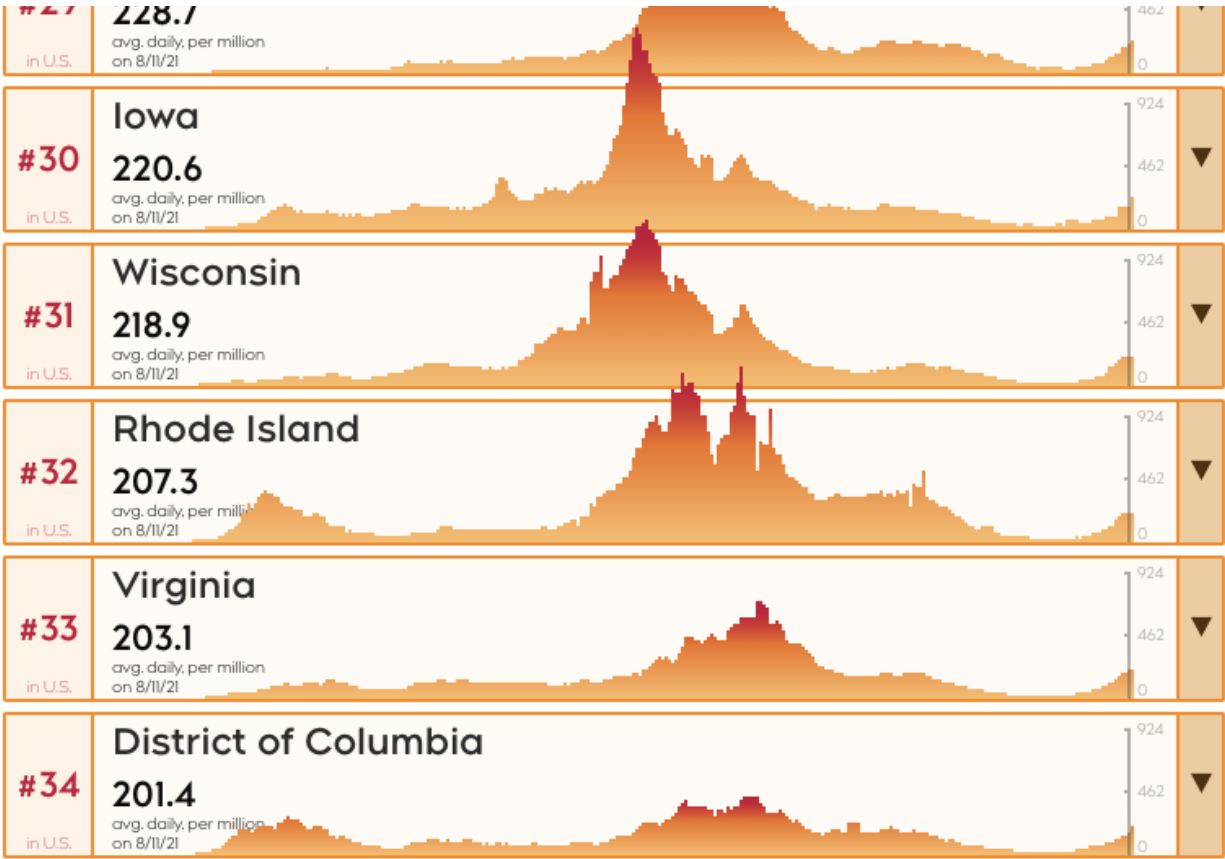 #29
228.7
462
avg. daily, per million
in U.S.
on 8/11/21
0
Iowa
924
#30
220.6
462
avg. daily, per million
in U.S.
on 8/11/21
0
Wisconsin
924
#31
218.9
462
avg. daily, per million
in U.S.
on 8/11/21
0
Rhode Island
924
#32
207.3
462
avg. daily, per milli
in U.S.
on 8/11/21
0
Virginia
924
#33
203.1
462
avg. daily, per million
in U.S.
on 8/11/21
0
District of Columbia
924
#34
201.4
462
avg. daily, per million
in U.S.
on 8/11/21
0